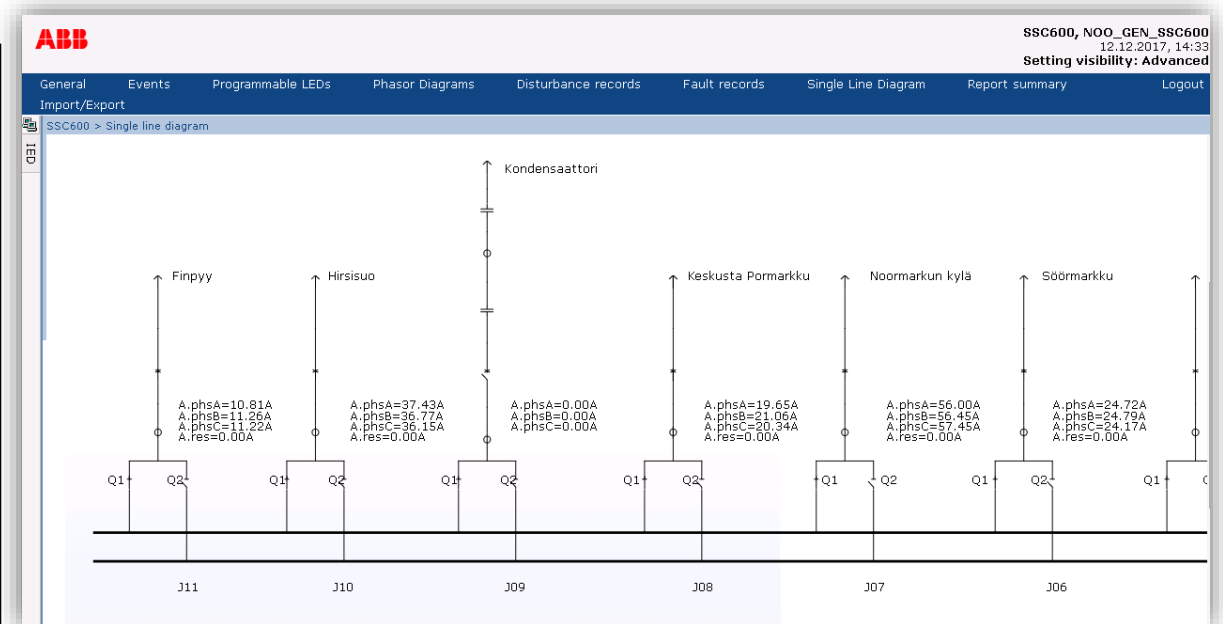 ABB
SSC600, NOO_GEN_SSC600
12.12.2017, 14:33
Setting visibility: Advanced
General Events Programmable LEDs Phasor Diagrams Disturbance records Fault records Single Line Diagram Report summary Logout
Import/Export
SSC600 > Single line diagram
IED
Kondensaattori
Finpyy Hirsisuo Keskusta Pormarkku Noormarkun kylä Söörmarkku
A.phsA=10.81A A.phsA=37.43A A.phsA=0.00A A.phsA=19.65A A.phsA=56.00A A.phsA=24.72A
A.phsB=11.26A A.phsB=36.77A A.phsB=0.00A A.phsB=21.06A A.phsB=56.45A A.phsB=24.79A
A.phsC=11.22A A.phsC=36.15A A.phsC=0.00A A.phsC=20.34A A.phsC=57.45A A.phsC=24.17A
A.res=0.00A A.res=0.00A A.res=0.00A A.res=0.00A A.res=0.00A
Q1 Q2 Q1 Q2 Q1 Q2 Q1 Q2 Q1 Q2 Q1 Q2 Q1
J11 J10 J09 J08 J07 J06